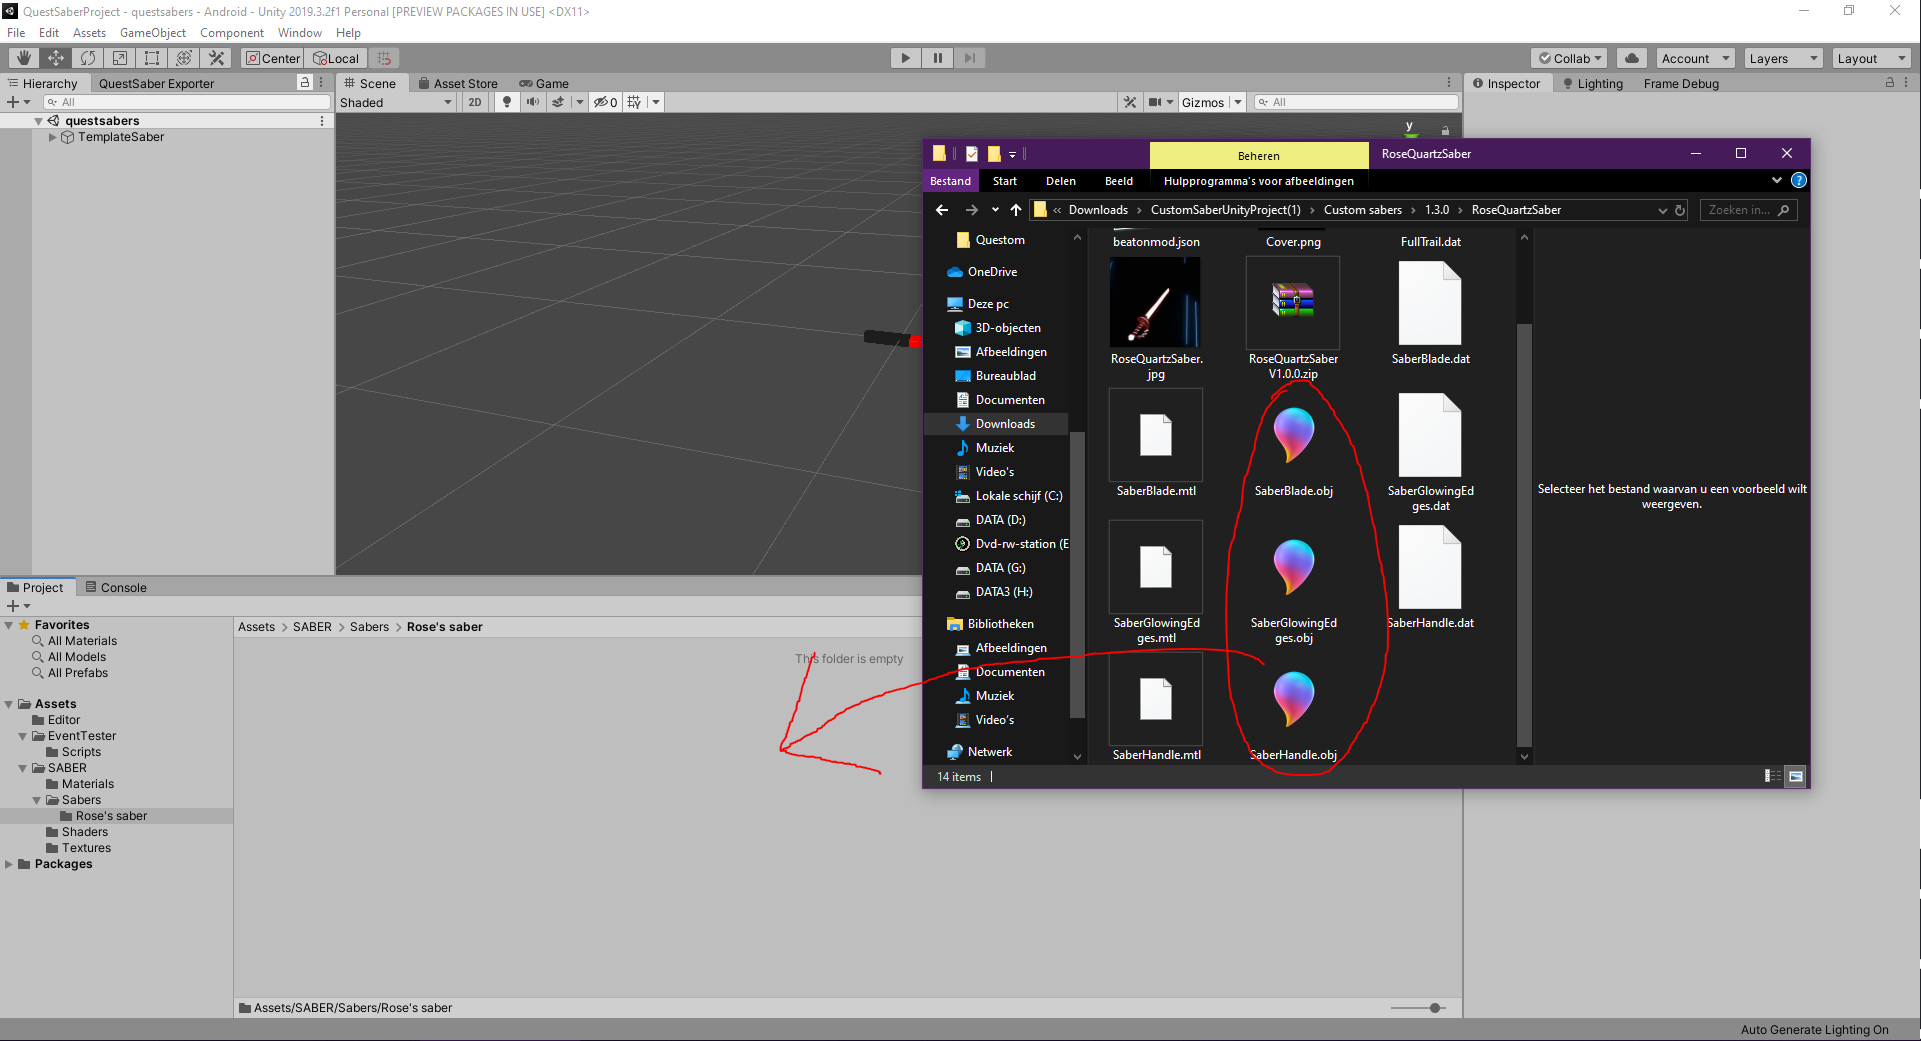 QuestSaberProject - questsabers - Android - Unity 2019.3.2f1 Personal [PREVIEW PACKAGES IN USE] <DX11>
File Edit Assets GameObject Component Window Help
Center Local Collab Account Layers Layout
Hierarchy QuestSaber Exporter
All
questsabers
TemplateSaber
Scene Asset Store Game
Shaded 2D 0 Gizmos All
y
Inspector Lighting Frame Debug
Beheren RoseQuartzSaber
Bestand Start Delen Beeld Hulpprogramma's voor afbeeldingen
« Downloads > CustomSaberUnityProject(1) > Custom sabers > 1.3.0 > RoseQuartzSaber Zoeken in...
Questom
OneDrive
Deze pc
3D-objecten
Afbeeldingen
Bureaublad
Documenten
Downloads
Muziek
Video's
Lokale schijf (C:)
DATA (D:)
Dvd-rw-station (E
DATA (G:)
DATA3 (H:)
Bibliotheken
Afbeeldingen
Documenten
Muziek
Video's
Netwerk
beatonmod.json Cover.png FullTrail.dat
RoseQuartzSaber.
jpg
RoseQuartzSaber
V1.0.0.zip
SaberBlade.dat
SaberBlade.mtl SaberBlade.obj
SaberGlowingEd
ges.dat
SaberGlowingEd
ges.mtl
SaberGlowingEd
ges.obj
SaberHandle.dat
SaberHandle.mtl SaberHandle.obj
Selecteer het bestand waarvan u een voorbeeld wilt
weergeven.
14 items
Project Console
Favorites
All Materials
All Models
All Prefabs
Assets
Editor
EventTester
Scripts
SABER
Materials
Sabers
Rose's saber
Shaders
Textures
Packages
Assets > SABER > Sabers > Rose's saber
This folder is empty
Assets/SABER/Sabers/Rose's saber
Auto Generate Lighting On